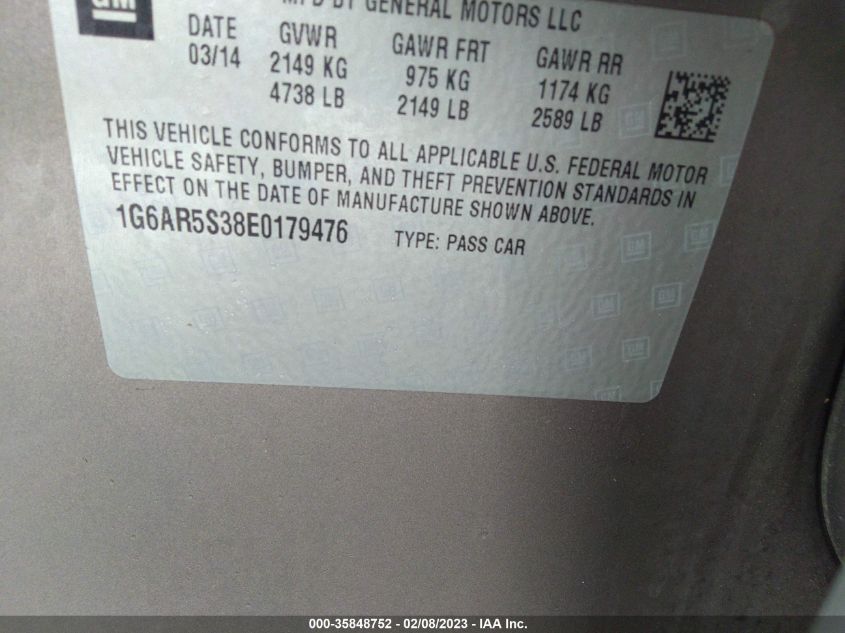 GM
MFD BY GENERAL MOTORS LLC
DATE GVWR GAWR FRT GAWR RR
03/14 2149 KG 975 KG 1174 KG
4738 LB 2149 LB 2589 LB
THIS VEHICLE CONFORMS TO ALL APPLICABLE U.S. FEDERAL MOTOR
VEHICLE SAFETY, BUMPER, AND THEFT PREVENTION STANDARDS IN
EFFECT ON THE DATE OF MANUFACTURE SHOWN ABOVE.
1G6AR5S38E0179476 TYPE: PASS CAR
000-35848752 - 02/08/2023 - IAA Inc.